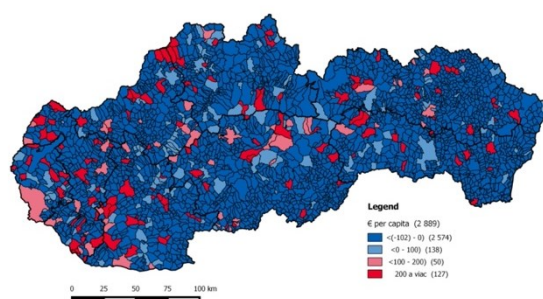 Legend
€ per capita (2 889)
<(-102) - 0) (2 574)
<0 - 100) (138)
<100 - 200) (50)
200 a viac (127)
0 25 50 75 100 km